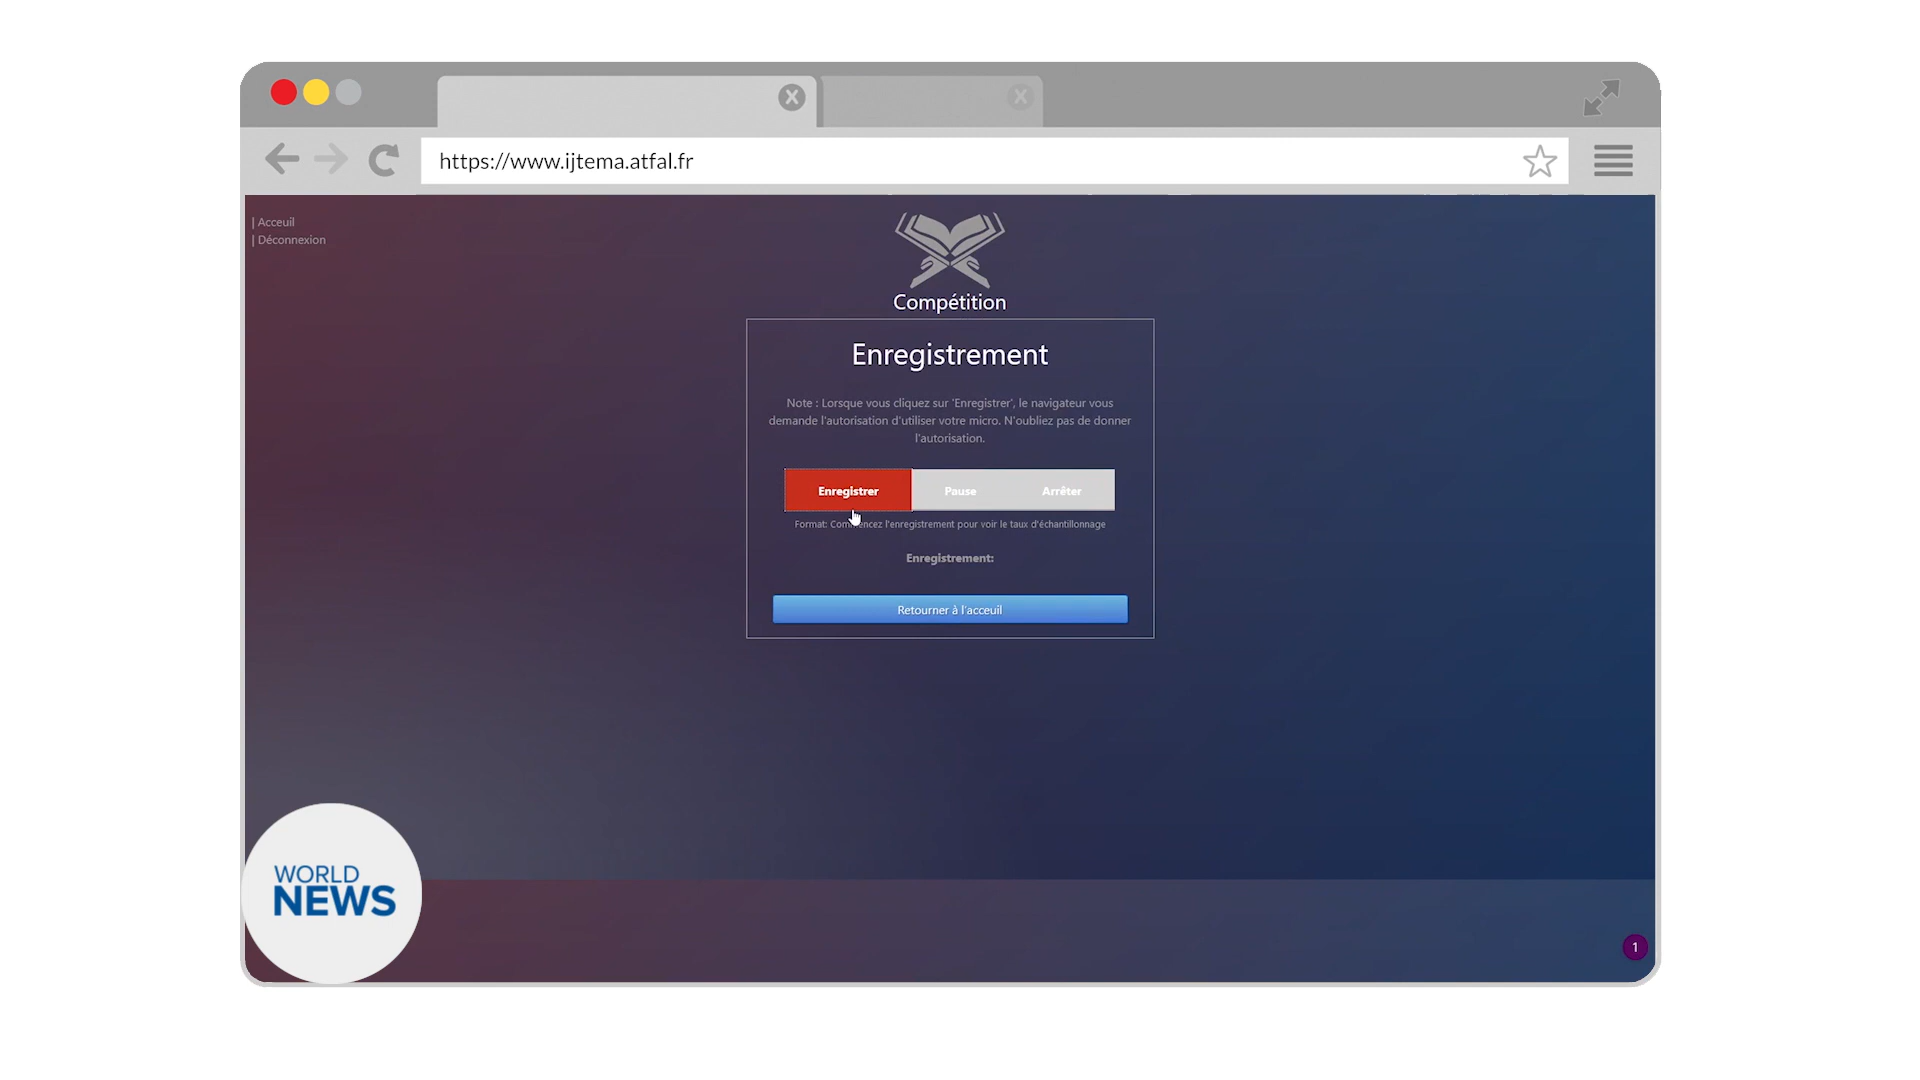 https://www.ijtema.atfal.fr
| Acceuil
| Déconnexion
Compétition
Enregistrement
Note : Lorsque vous cliquez sur 'Enregistrer', le navigateur vous
demande l'autorisation d'utiliser votre micro. N'oubliez pas de donner
l'autorisation.
Enregistrer Pause Arrêter
Format: Commencez l'enregistrement pour voir le taux d'échantillonnage
Enregistrement:
Retourner à l'acceuil
WORLD
NEWS
1